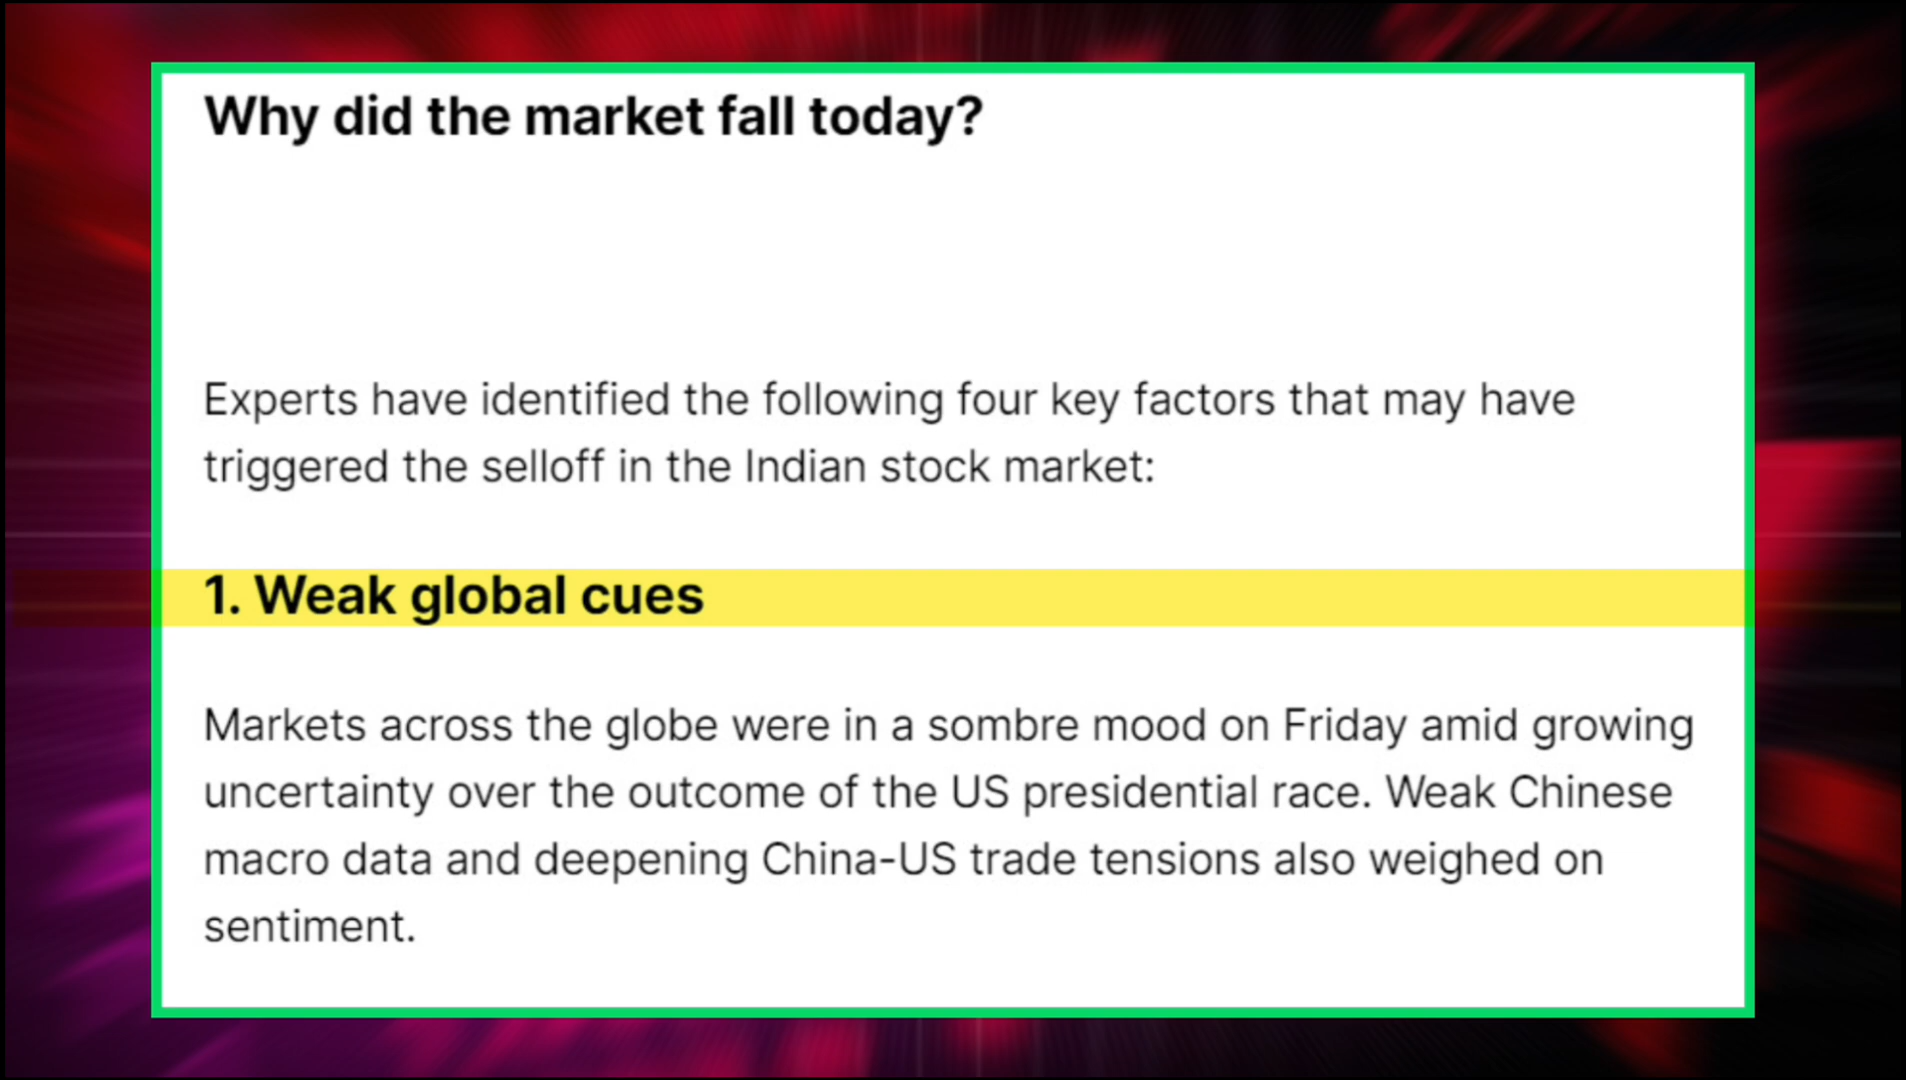 Why did the market fall today?
Experts have identified the following four key factors that may have
triggered the selloff in the Indian stock market:
1. Weak global cues
Markets across the globe were in a sombre mood on Friday amid growing
uncertainty over the outcome of the US presidential race. Weak Chinese
macro data and deepening China-US trade tensions also weighed on
sentiment.